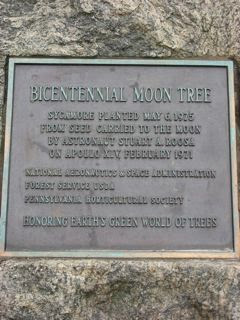 BICENTENNIAL MOON TREE
SYCAMORE PLANTED MAY 6, 1975
FROM SEED CARRIED TO THE MOON
BY ASTRONAUT STUART A. ROOSA
ON APOLLO XIV, FEBRUARY 1971
NATIONAL AERONAUTICS & SPACE ADMINISTRATION
FOREST SERVICE USDA
PENNSYLVANIA HORTICULTURAL SOCIETY
HONORING EARTH'S GREEN WORLD OF TREES